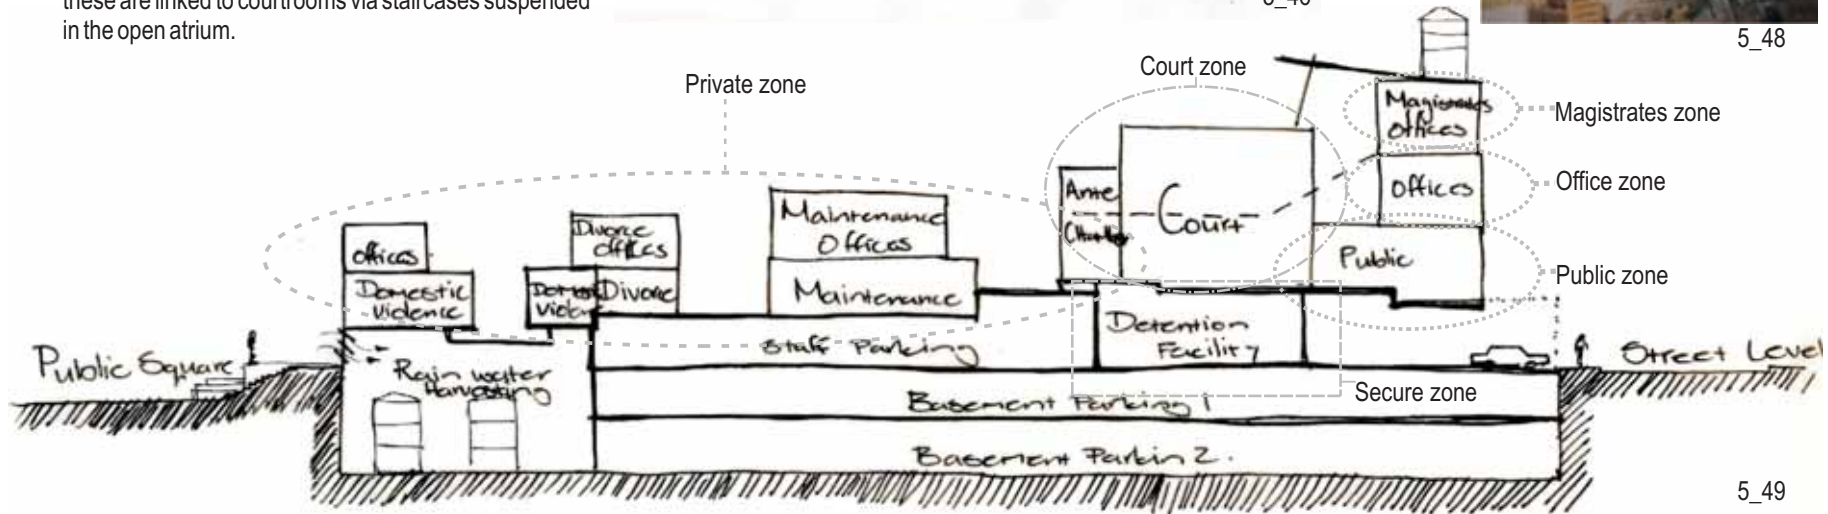 these are linked to courtrooms via staircases suspended
in the open atrium.
5_48
Private zone
Court zone
Magistrates zone
Office zone
Public zone
Secure zone
Magistrates
Offices
Offices
Public
Ante
Court
Maintenance
Offices
Maintenance
Divorce
Offices
Divorce
offices
Domestic
Violence
Detention
Facility
Staff Parking
Public Square
Rain water
Harvesting
Street Level
Basement Parking 1
Basement Parkin 2.
5_49